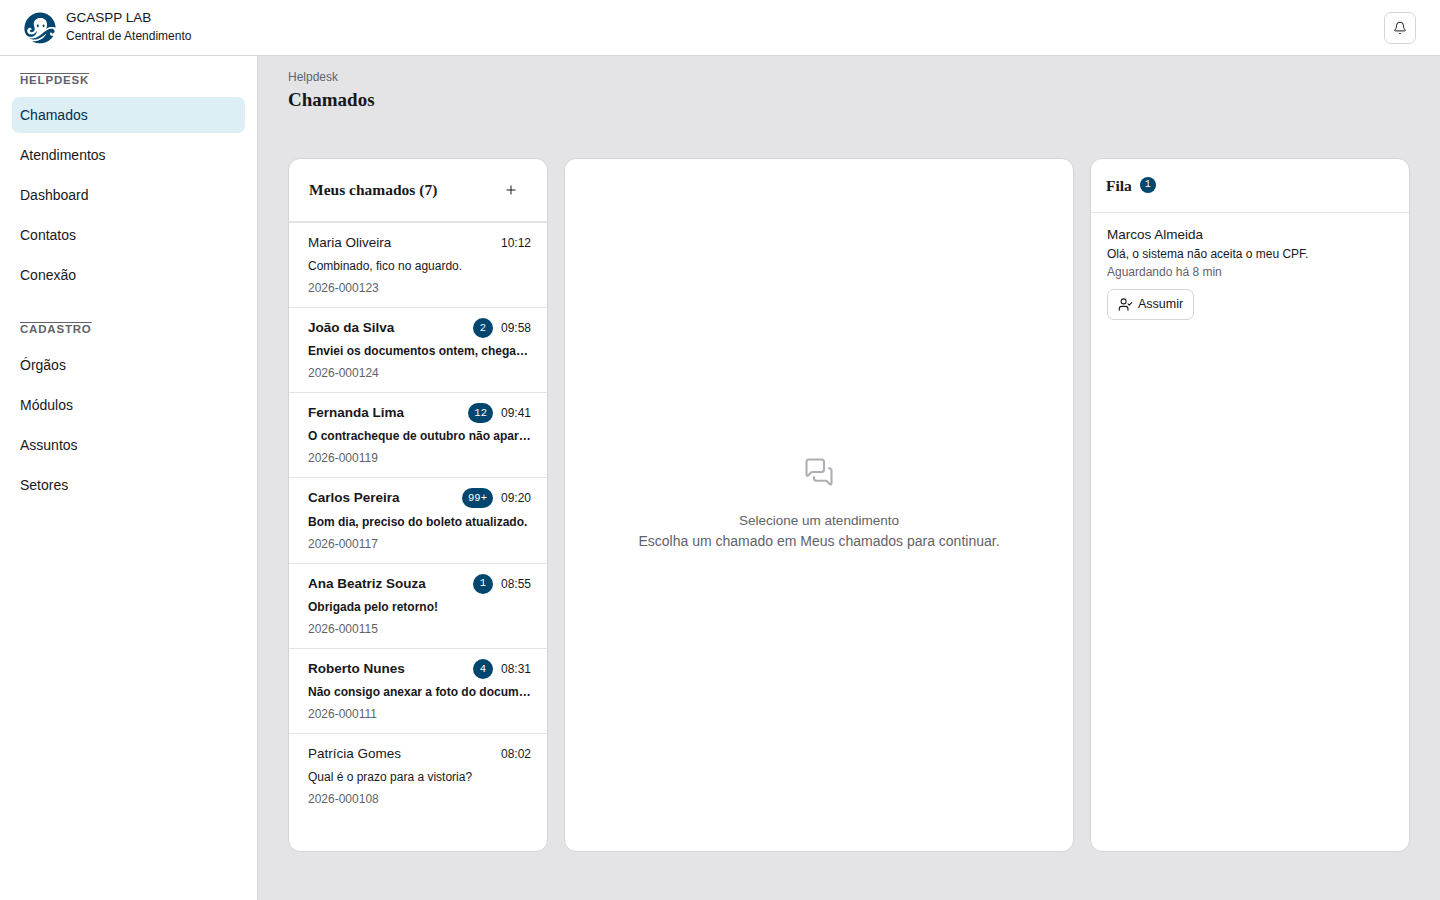 GCASPP LAB
Central de Atendimento
HELPDESK
Chamados
Atendimentos
Dashboard
Contatos
Conexão
CADASTRO
Órgãos
Módulos
Assuntos
Setores
Helpdesk
Chamados
Meus chamados (7)
Maria Oliveira 10:12
Combinado, fico no aguardo.
2026-000123
João da Silva 2 09:58
Enviei os documentos ontem, chega…
2026-000124
Fernanda Lima 12 09:41
O contracheque de outubro não apar…
2026-000119
Carlos Pereira 99+ 09:20
Bom dia, preciso do boleto atualizado.
2026-000117
Ana Beatriz Souza 1 08:55
Obrigada pelo retorno!
2026-000115
Roberto Nunes 4 08:31
Não consigo anexar a foto do docum…
2026-000111
Patrícia Gomes 08:02
Qual é o prazo para a vistoria?
2026-000108
Selecione um atendimento
Escolha um chamado em Meus chamados para continuar.
Fila 1
Marcos Almeida
Olá, o sistema não aceita o meu CPF.
Aguardando há 8 min
Assumir